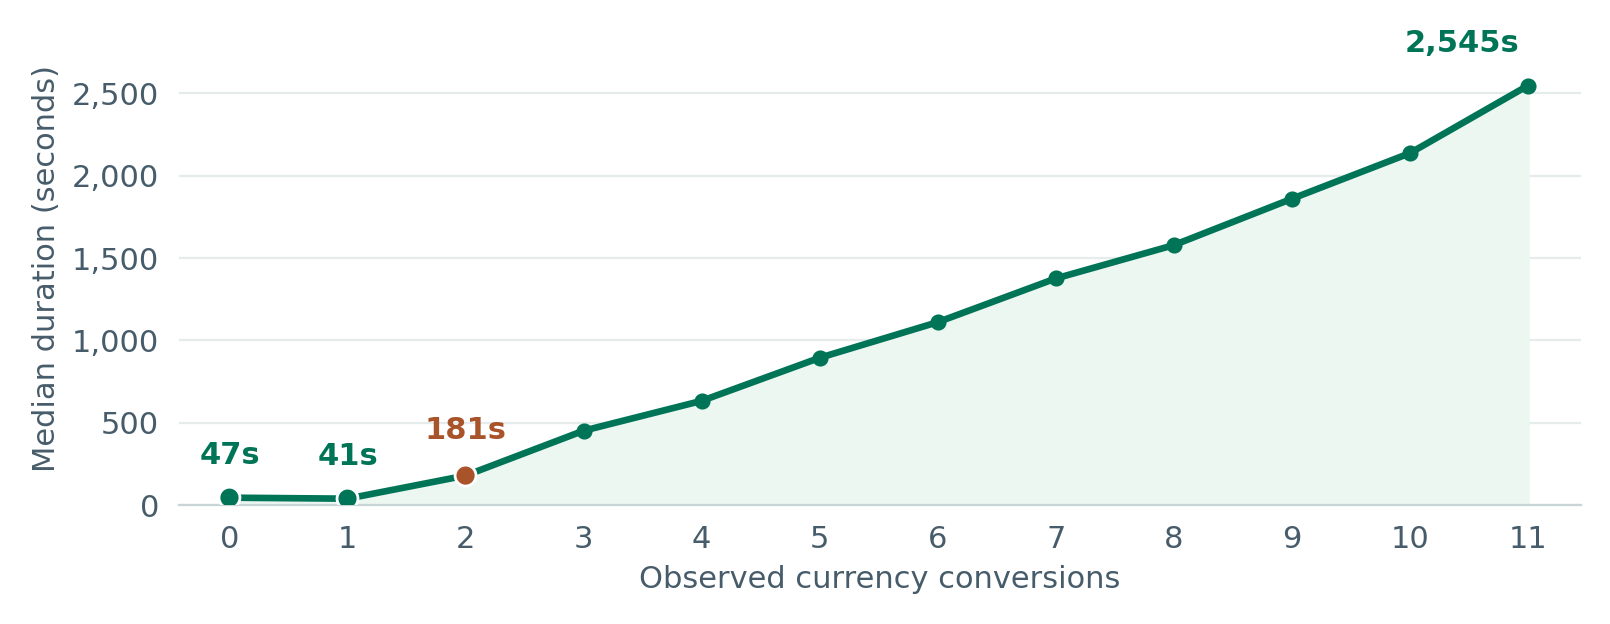 2,545s
Median duration (seconds)
2,500
2,000
1,500
1,000
500
0
181s
47s
41s
0 1 2 3 4 5 6 7 8 9 10 11
Observed currency conversions